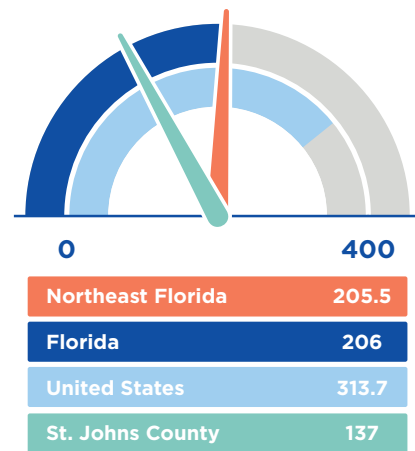 0 400
Northeast Florida 205.5
Florida 206
United States 313.7
St. Johns County 137